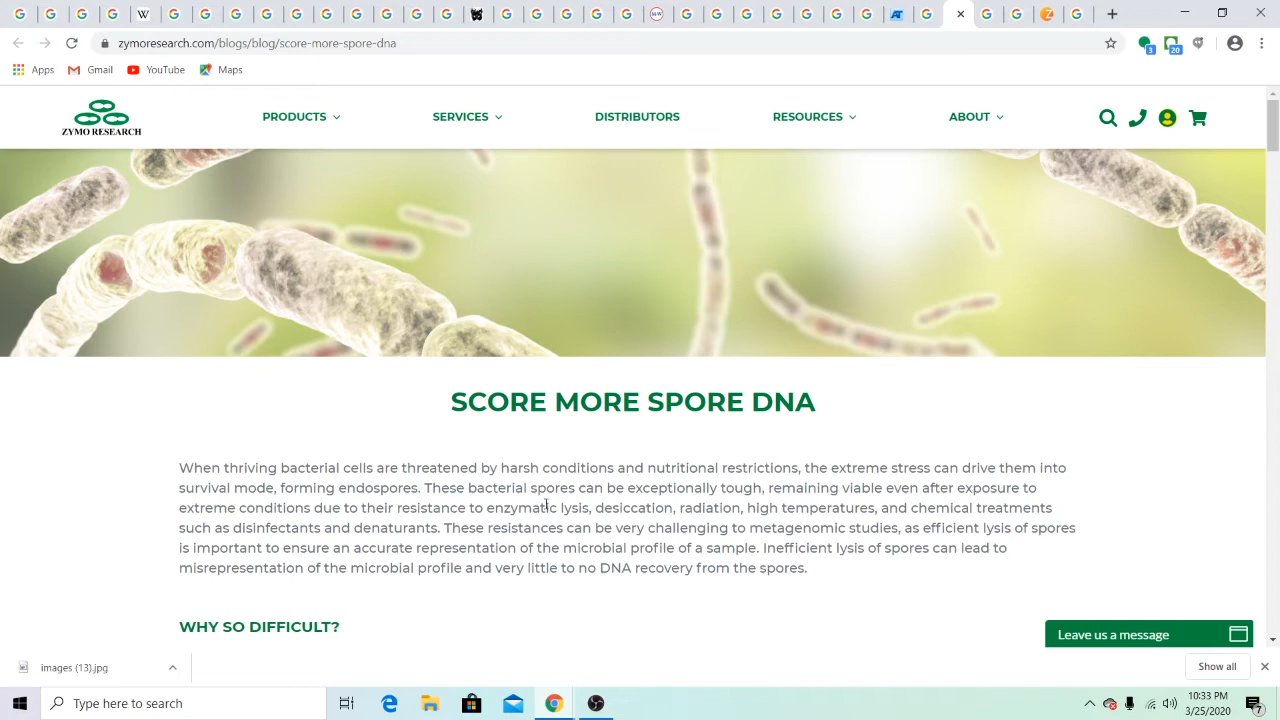 W
MW
AT
zymoresearch.com/blogs/blog/score-more-spore-dna
3
20
Apps
Gmail
YouTube
Maps
ZYMO RESEARCH
PRODUCTS
SERVICES
DISTRIBUTORS
RESOURCES
ABOUT
SCORE MORE SPORE DNA
When thriving bacterial cells are threatened by harsh conditions and nutritional restrictions, the extreme stress can drive them into
survival mode, forming endospores. These bacterial spores can be exceptionally tough, remaining viable even after exposure to
extreme conditions due to their resistance to enzymatic lysis, desiccation, radiation, high temperatures, and chemical treatments
such as disinfectants and denaturants. These resistances can be very challenging to metagenomic studies, as efficient lysis of spores
is important to ensure an accurate representation of the microbial profile of a sample. Inefficient lysis of spores can lead to
misrepresentation of the microbial profile and very little to no DNA recovery from the spores.
WHY SO DIFFICULT?
Leave us a message
images (13).jpg
Show all
Type here to search
10:33 PM
3/25/2020
7